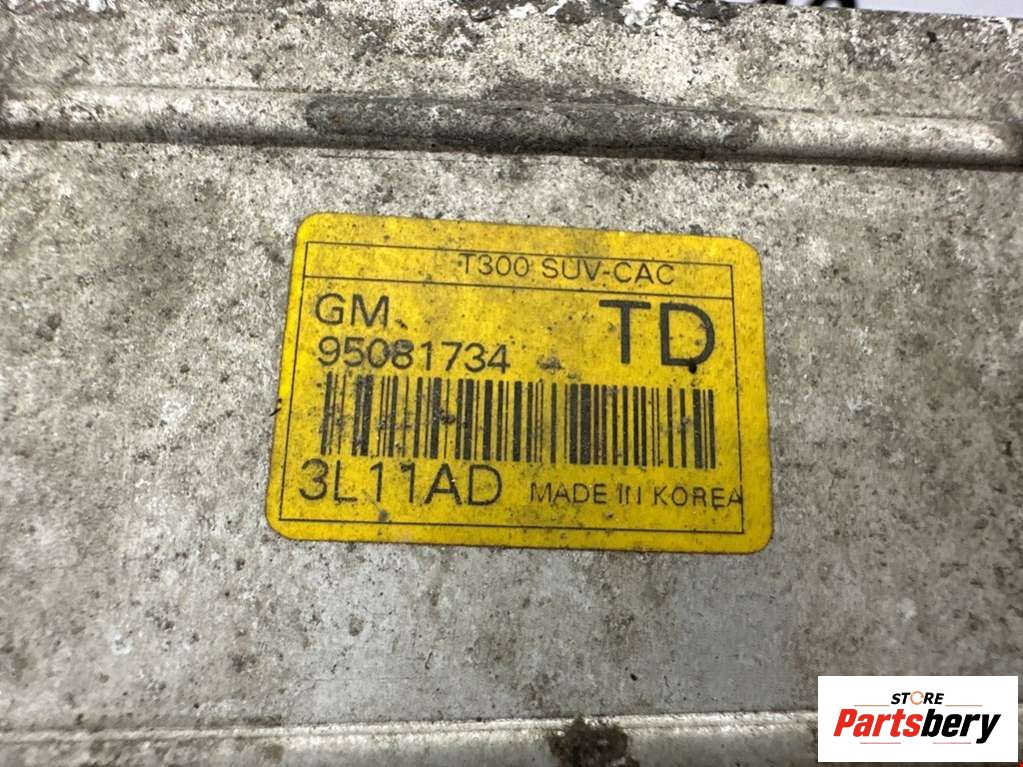 T300 SUV-CAC
GM
TD
95081734
3L11AD MADE IN KOREA
STORE
Partsbery